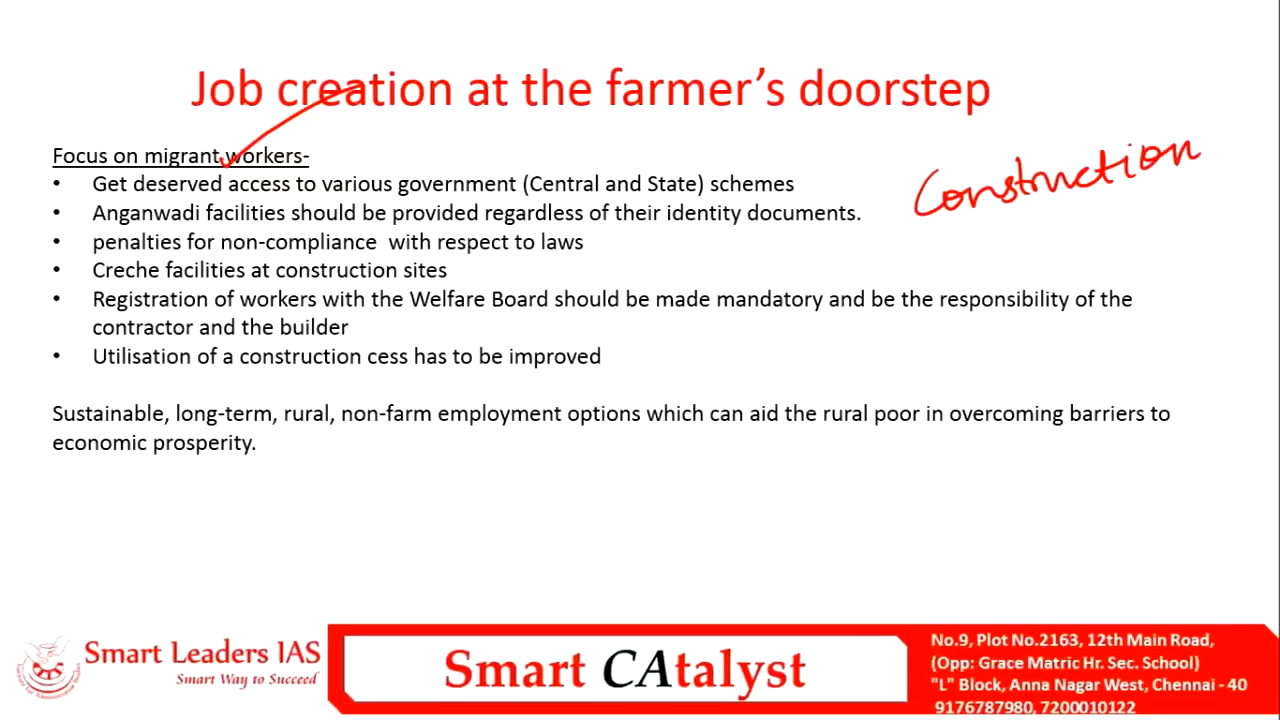 Job creation at the farmer's doorstep
Focus on migrant workers-
Construction
• Get deserved access to various government (Central and State) schemes
• Anganwadi facilities should be provided regardless of their identity documents.
• penalties for non-compliance with respect to laws
• Creche facilities at construction sites
• Registration of workers with the Welfare Board should be made mandatory and be the responsibility of the
contractor and the builder
• Utilisation of a construction cess has to be improved
Sustainable, long-term, rural, non-farm employment options which can aid the rural poor in overcoming barriers to
economic prosperity.
Smart Leaders IAS
Smart Way to Succeed
Smart CAtalyst
No.9, Plot No.2163, 12th Main Road,
(Opp: Grace Matric Hr. Sec. School)
"L" Block, Anna Nagar West, Chennai - 40
9176787980, 7200010122